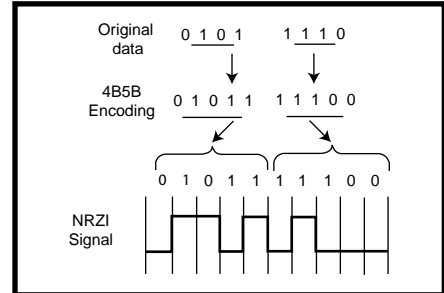 Original data
0 1 0 1 1 1 1 0
4B5B Encoding
0 1 0 1 1 1 1 1 0 0
0 1 0 1 1 1 1 1 0 0
NRZI Signal